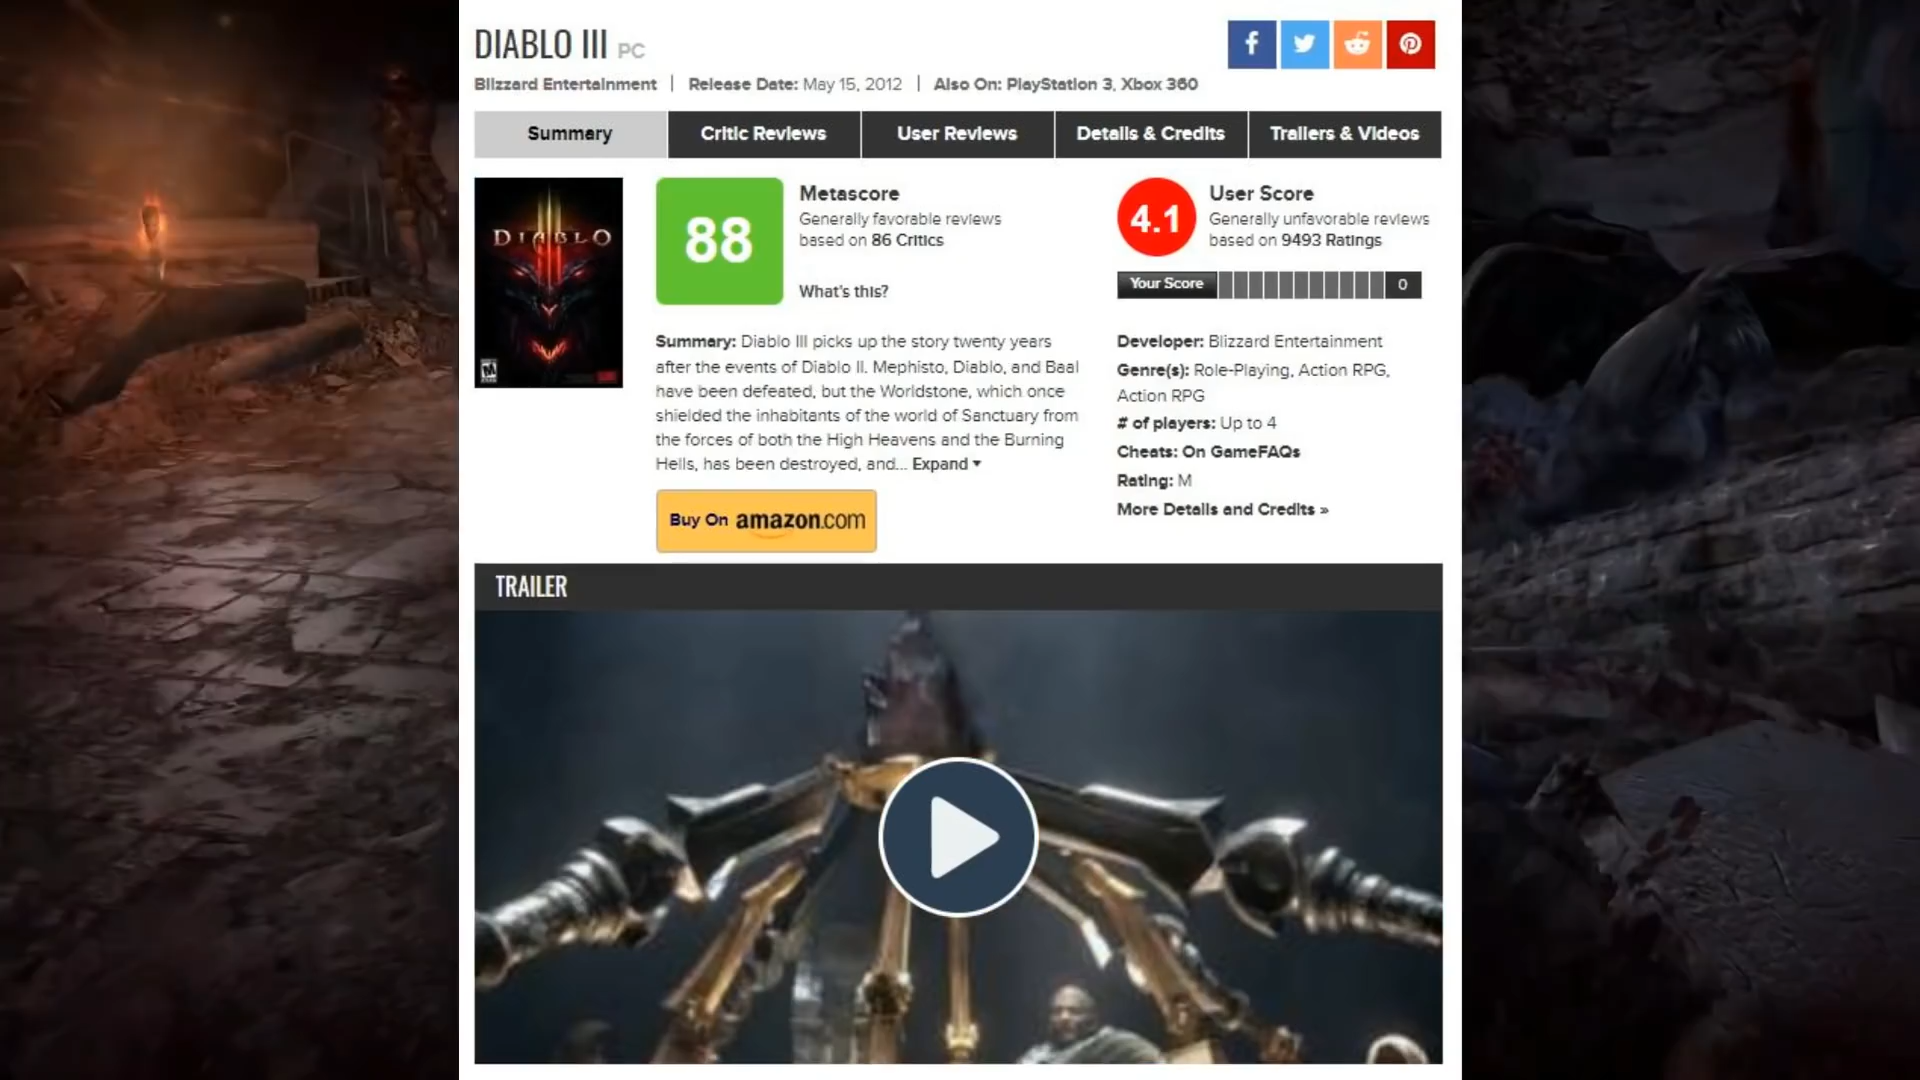 DIABLO III PC
Blizzard Entertainment | Release Date: May 15, 2012 | Also On: PlayStation 3, Xbox 360
Summary
Critic Reviews
User Reviews
Details & Credits
Trailers & Videos
DIABLO
M
88
Metascore
Generally favorable reviews
based on 86 Critics
What's this?
4.1
User Score
Generally unfavorable reviews
based on 9493 Ratings
Your Score
0
Summary: Diablo III picks up the story twenty years
after the events of Diablo II. Mephisto, Diablo, and Baal
have been defeated, but the Worldstone, which once
shielded the inhabitants of the world of Sanctuary from
the forces of both the High Heavens and the Burning
Hells, has been destroyed, and... Expand
Buy On amazon.com
Developer: Blizzard Entertainment
Genre(s): Role-Playing, Action RPG,
Action RPG
# of players: Up to 4
Cheats: On GameFAQs
Rating: M
More Details and Credits »
TRAILER